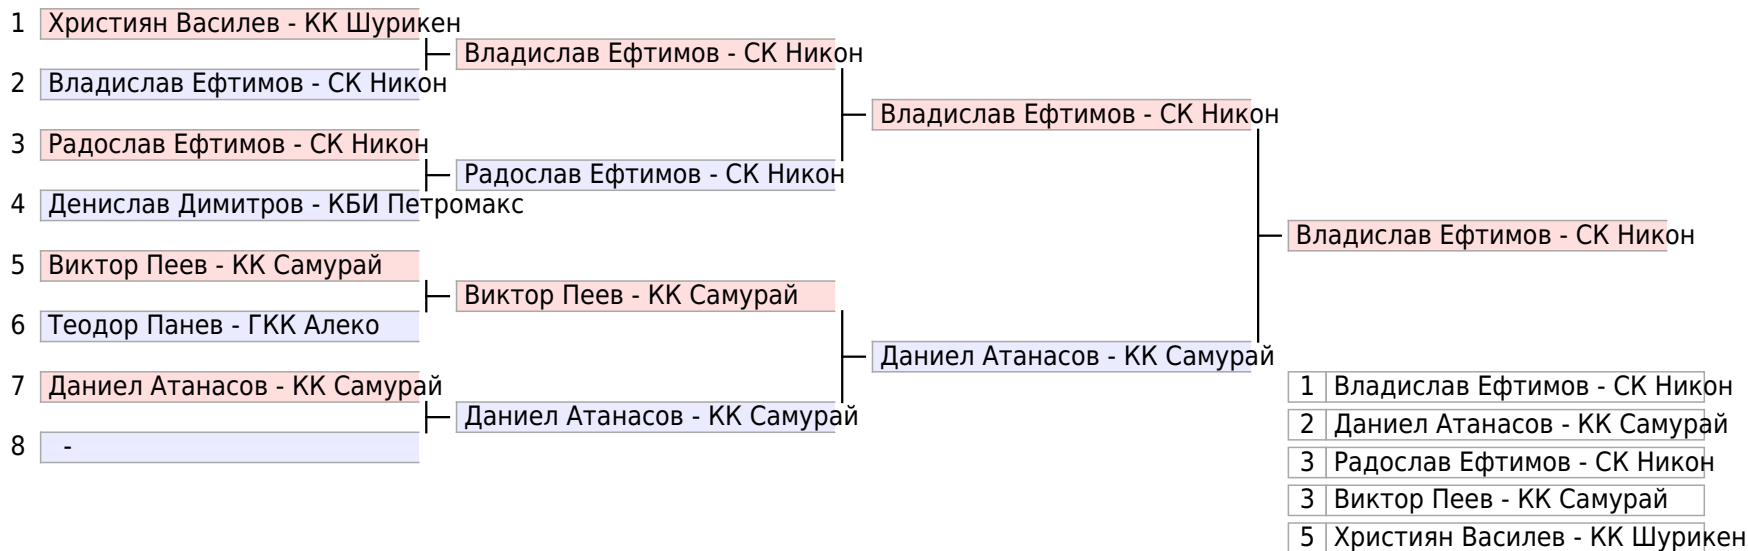 1 Християн Василев - КК Шурикен
2 Владислав Ефтимов - СК Никон
3 Радослав Ефтимов - СК Никон
4 Денислав Димитров - КБИ Петромакс
5 Виктор Пеев - КК Самурай
6 Теодор Панев - ГКК Алеко
7 Даниел Атанасов - КК Самурай
8 -
Владислав Ефтимов - СК Никон
Радослав Ефтимов - СК Никон
Виктор Пеев - КК Самурай
Даниел Атанасов - КК Самурай
Владислав Ефтимов - СК Никон
Даниел Атанасов - КК Самурай
Владислав Ефтимов - СК Никон
1 Владислав Ефтимов - СК Никон
2 Даниел Атанасов - КК Самурай
3 Радослав Ефтимов - СК Никон
3 Виктор Пеев - КК Самурай
5 Християн Василев - КК Шурикен